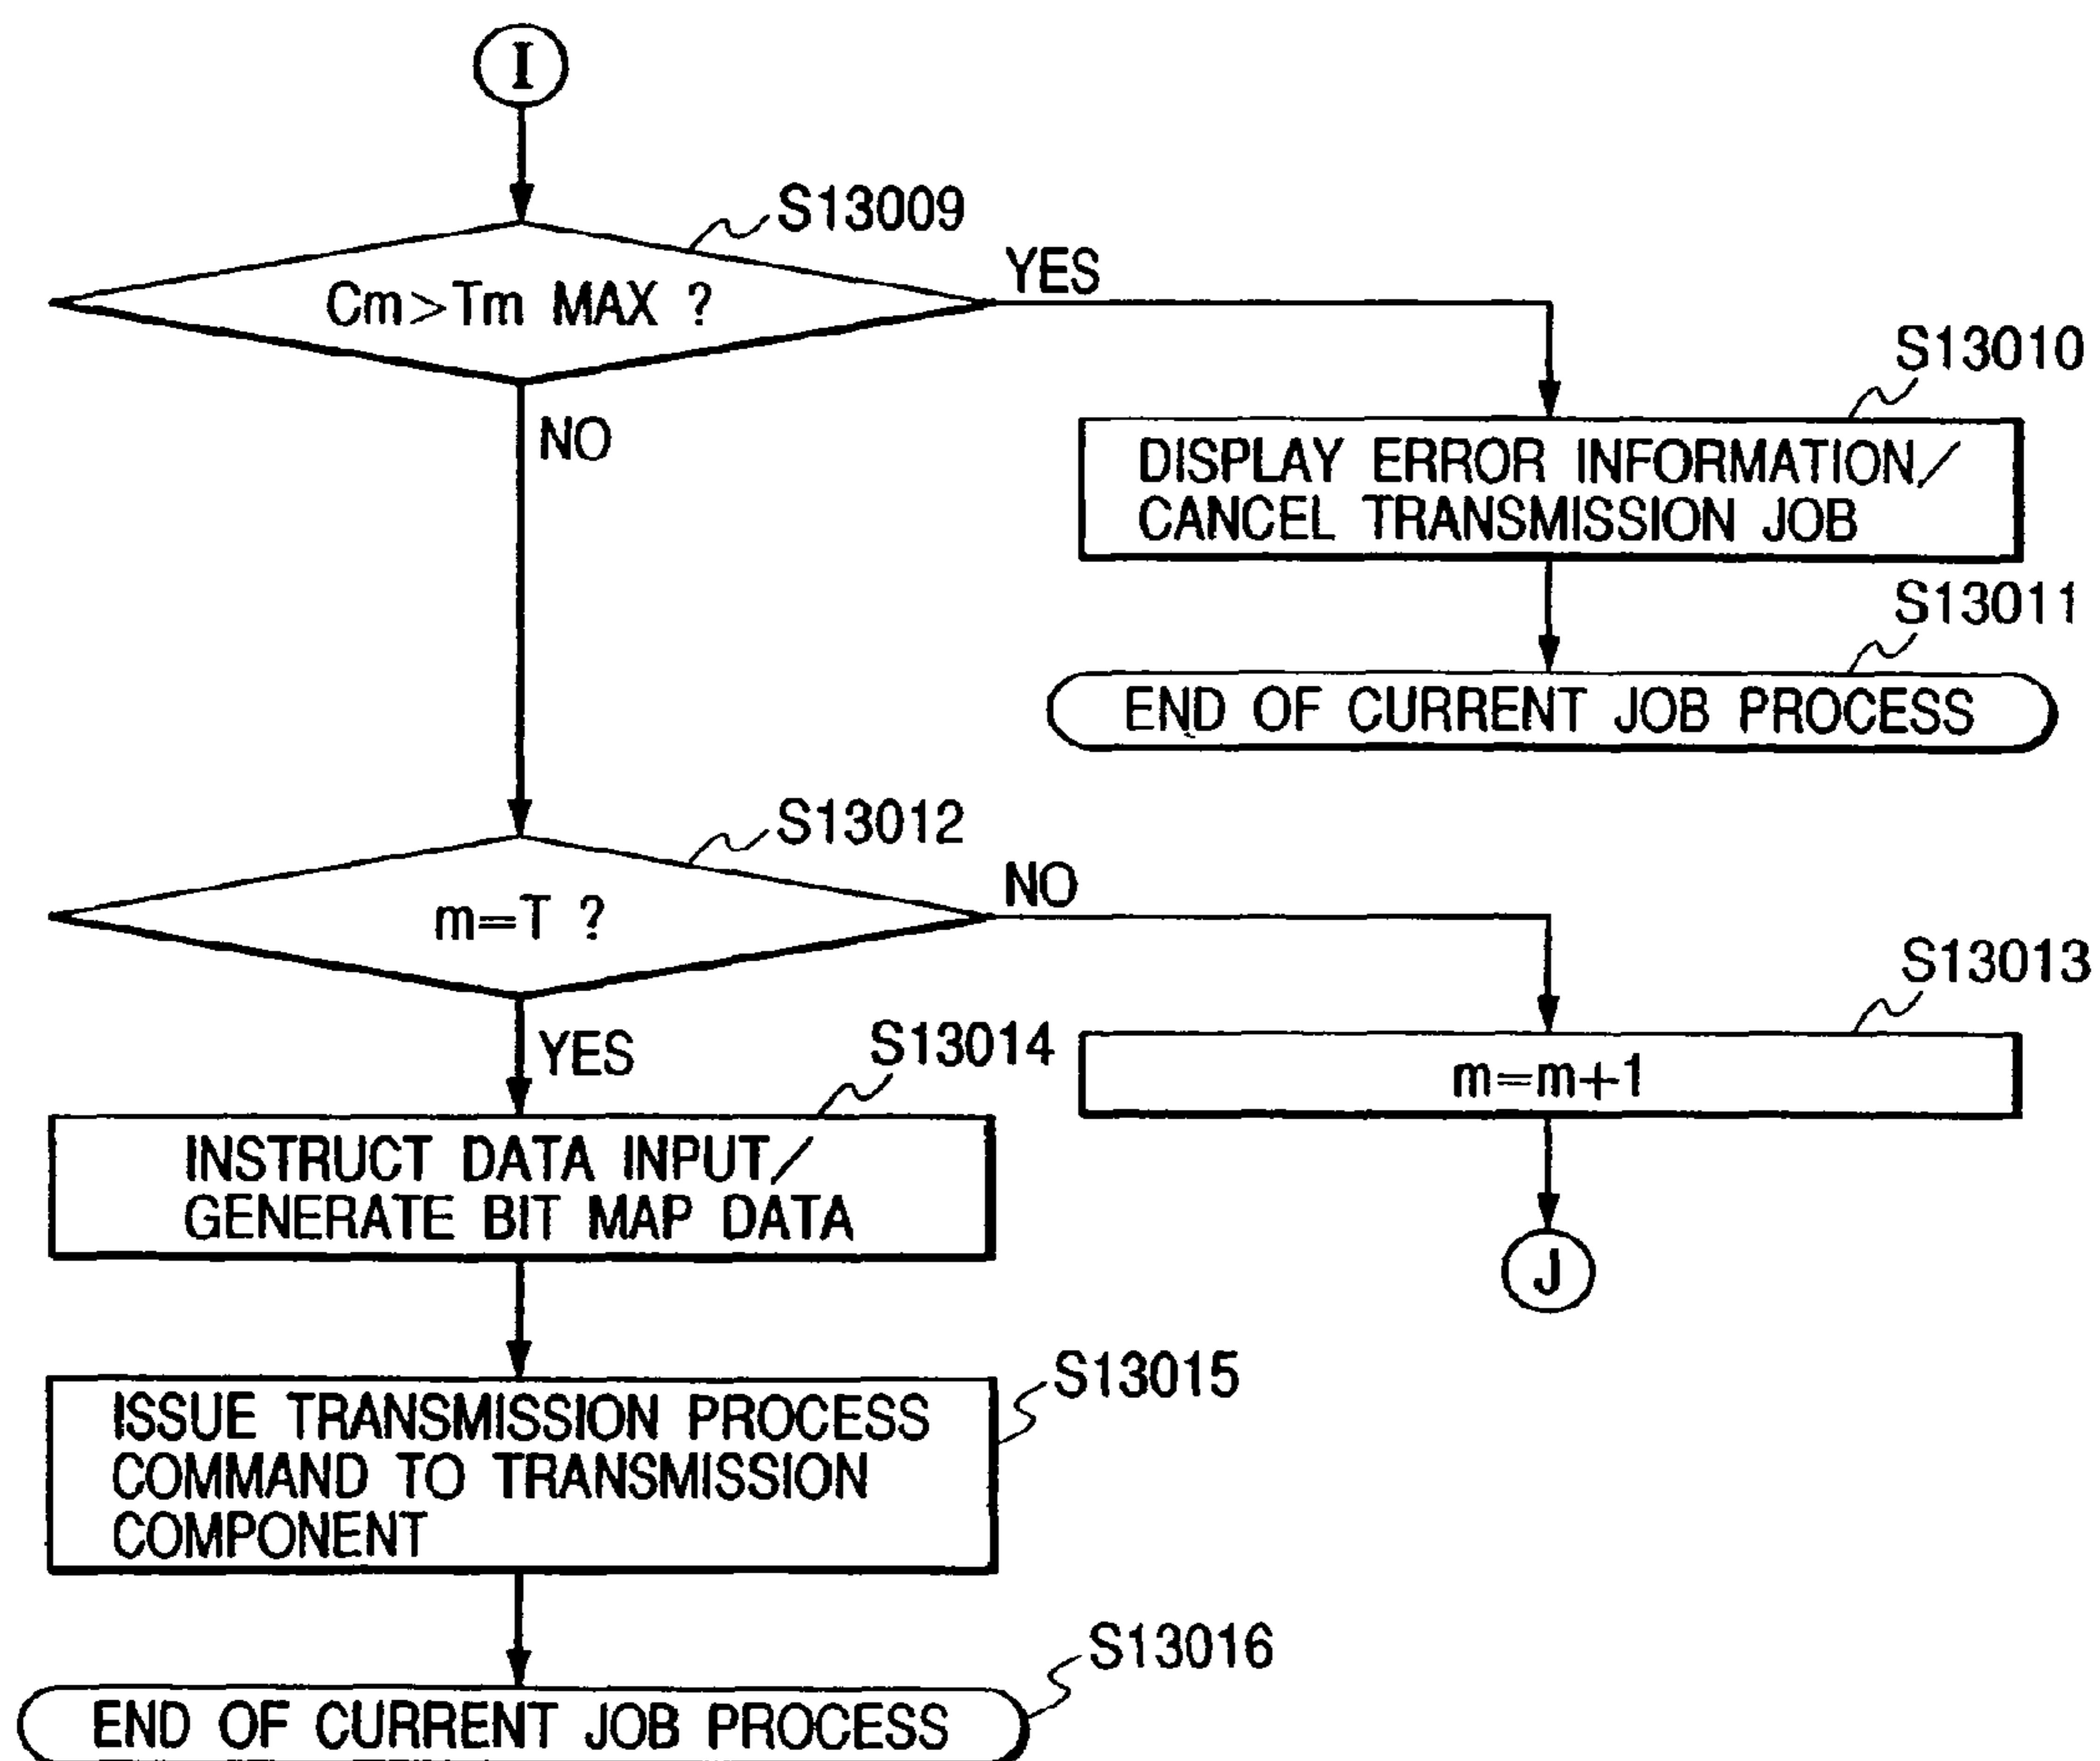 I
S13009
Cm>Tm MAX ?
YES
NO
S13010
DISPLAY ERROR INFORMATION/
CANCEL TRANSMISSION JOB
S13011
END OF CURRENT JOB PROCESS
S13012
m=T ?
NO
YES
S13013
m=m+1
J
S13014
INSTRUCT DATA INPUT/
GENERATE BIT MAP DATA
S13015
ISSUE TRANSMISSION PROCESS
COMMAND TO TRANSMISSION
COMPONENT
S13016
END OF CURRENT JOB PROCESS